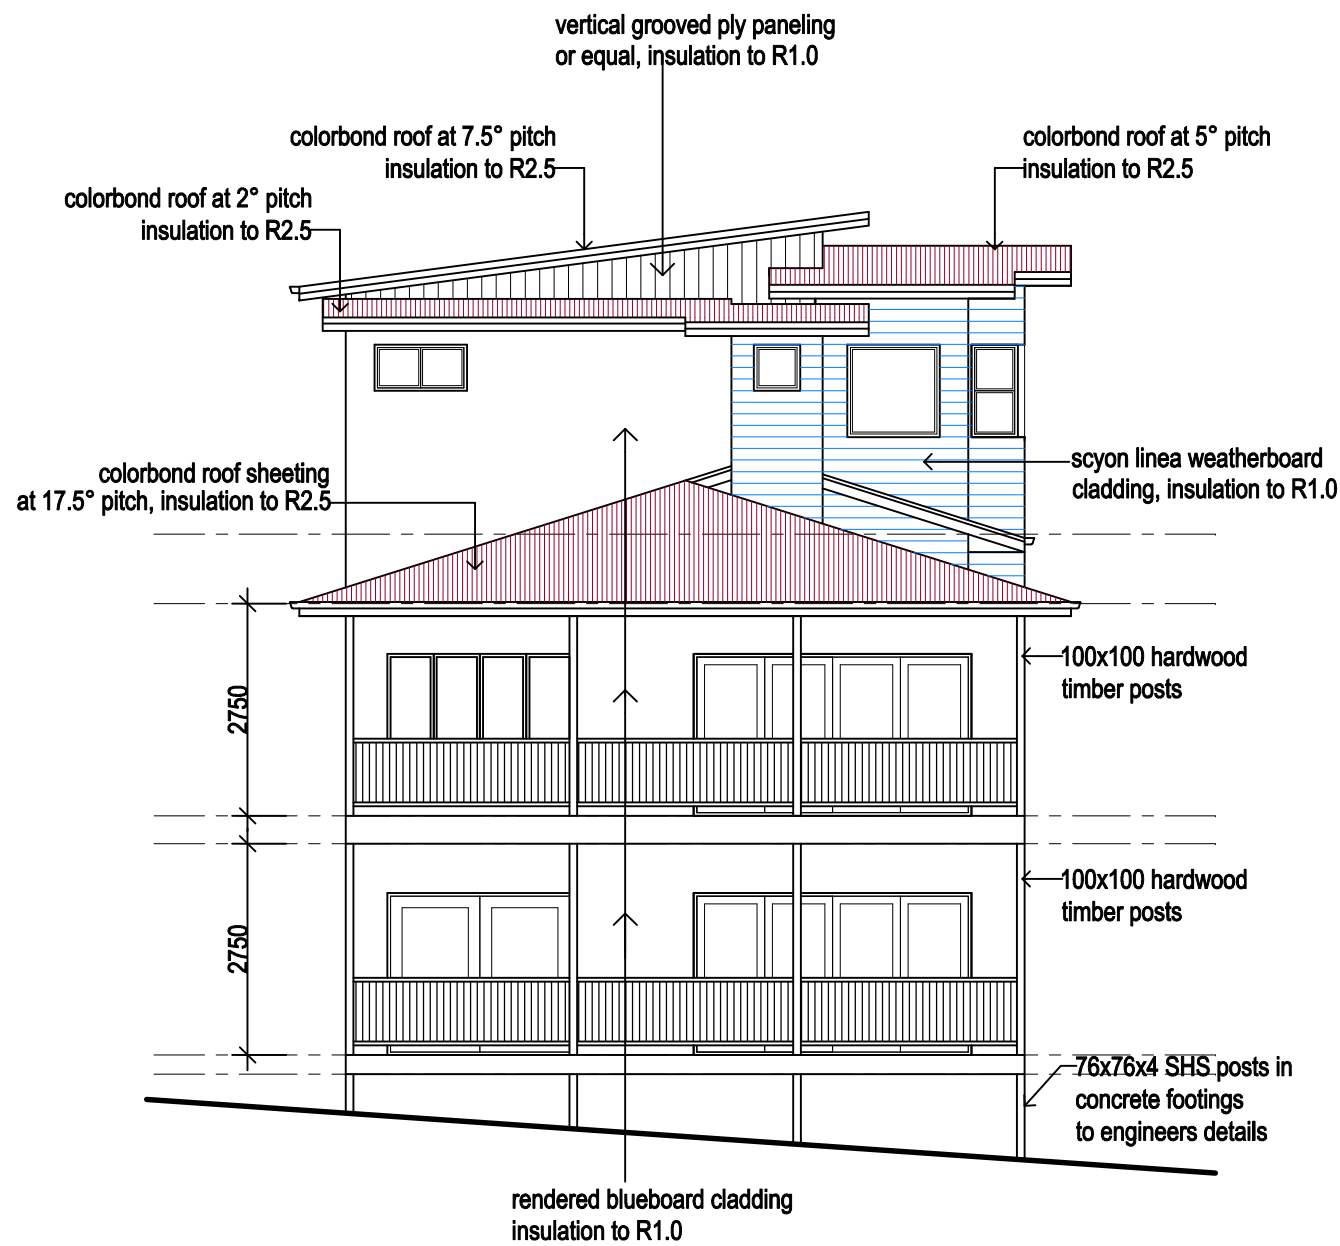 vertical grooved ply paneling
or equal, insulation to R1.0
colorbond roof at 7.5° pitch
insulation to R2.5
colorbond roof at 5° pitch
insulation to R2.5
colorbond roof at 2° pitch
insulation to R2.5
scyon linea weatherboard
cladding, insulation to R1.0
colorbond roof sheeting
at 17.5° pitch, insulation to R2.5
100x100 hardwood
timber posts
2750
100x100 hardwood
timber posts
2750
76x76x4 SHS posts in
concrete footings
to engineers details
rendered blueboard cladding
insulation to R1.0